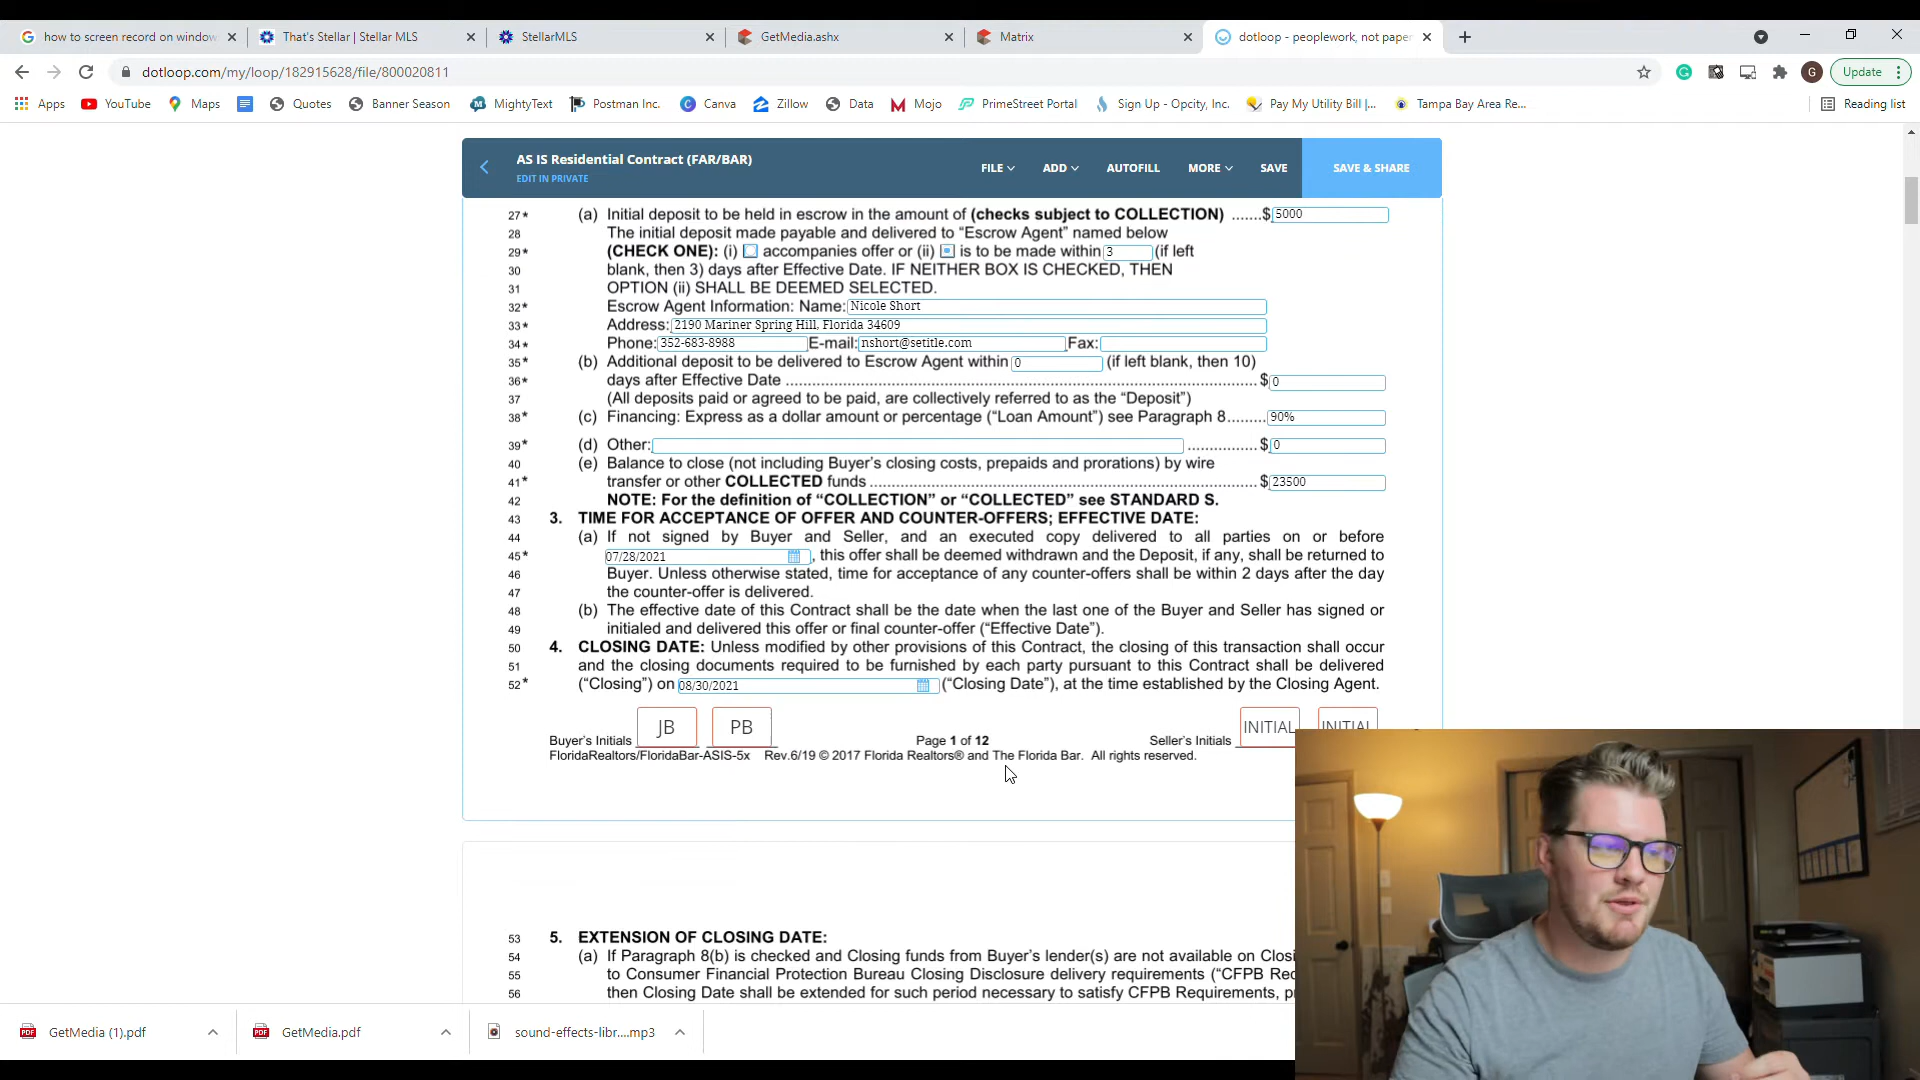 how to screen record on window
That's Stellar | Stellar MLS
StellarMLS
GetMedia.ashx
Matrix
dotloop - peoplework, not paper
dotloop.com/my/loop/182915628/file/800020811
G
Update
Apps
YouTube
Maps
Quotes
Banner Season
MightyText
Postman Inc.
Canva
Zillow
Data
Mojo
PrimeStreet Portal
Sign Up - Opcity, Inc.
Pay My Utility Bill |...
Tampa Bay Area Re...
Reading list
AS IS Residential Contract (FAR/BAR)
EDIT IN PRIVATE
FILE
ADD
AUTOFILL
MORE
SAVE
SAVE & SHARE
27* (a) Initial deposit to be held in escrow in the amount of (checks subject to COLLECTION) .......$ 5000
28 The initial deposit made payable and delivered to “Escrow Agent” named below
29* (CHECK ONE): (i) accompanies offer or (ii) is to be made within 3 (if left
30 blank, then 3) days after Effective Date. IF NEITHER BOX IS CHECKED, THEN
31 OPTION (ii) SHALL BE DEEMED SELECTED.
32* Escrow Agent Information: Name: Nicole Short
33* Address: 2190 Mariner Spring Hill, Florida 34609
34* Phone: 352-683-8988 E-mail: nshort@setitle.com Fax:
35* (b) Additional deposit to be delivered to Escrow Agent within 0 (if left blank, then 10)
36* days after Effective Date ........................................................................................................$ 0
37 (All deposits paid or agreed to be paid, are collectively referred to as the “Deposit”)
38* (c) Financing: Express as a dollar amount or percentage (“Loan Amount”) see Paragraph 8........ 90%
39* (d) Other: ................$ 0
40 (e) Balance to close (not including Buyer’s closing costs, prepaids and prorations) by wire
41* transfer or other COLLECTED funds ......................................................................................$ 23500
42 NOTE: For the definition of “COLLECTION” or “COLLECTED” see STANDARD S.
43 3. TIME FOR ACCEPTANCE OF OFFER AND COUNTER-OFFERS; EFFECTIVE DATE:
44 (a) If not signed by Buyer and Seller, and an executed copy delivered to all parties on or before
45* 07/28/2021 , this offer shall be deemed withdrawn and the Deposit, if any, shall be returned to
46 Buyer. Unless otherwise stated, time for acceptance of any counter-offers shall be within 2 days after the day
47 the counter-offer is delivered.
48 (b) The effective date of this Contract shall be the date when the last one of the Buyer and Seller has signed or
49 initialed and delivered this offer or final counter-offer (“Effective Date”).
50 4. CLOSING DATE: Unless modified by other provisions of this Contract, the closing of this transaction shall occur
51 and the closing documents required to be furnished by each party pursuant to this Contract shall be delivered
52* (“Closing”) on 08/30/2021 (“Closing Date”), at the time established by the Closing Agent.
Buyer’s Initials JB PB Page 1 of 12 Seller’s Initials INITIAL INITIAL
FloridaRealtors/FloridaBar-ASIS-5x Rev.6/19 © 2017 Florida Realtors® and The Florida Bar. All rights reserved.
53 5. EXTENSION OF CLOSING DATE:
54 (a) If Paragraph 8(b) is checked and Closing funds from Buyer’s lender(s) are not available on Closi
55 to Consumer Financial Protection Bureau Closing Disclosure delivery requirements (“CFPB Rec
56 then Closing Date shall be extended for such period necessary to satisfy CFPB Requirements, pr
GetMedia (1).pdf
GetMedia.pdf
sound-effects-libr....mp3